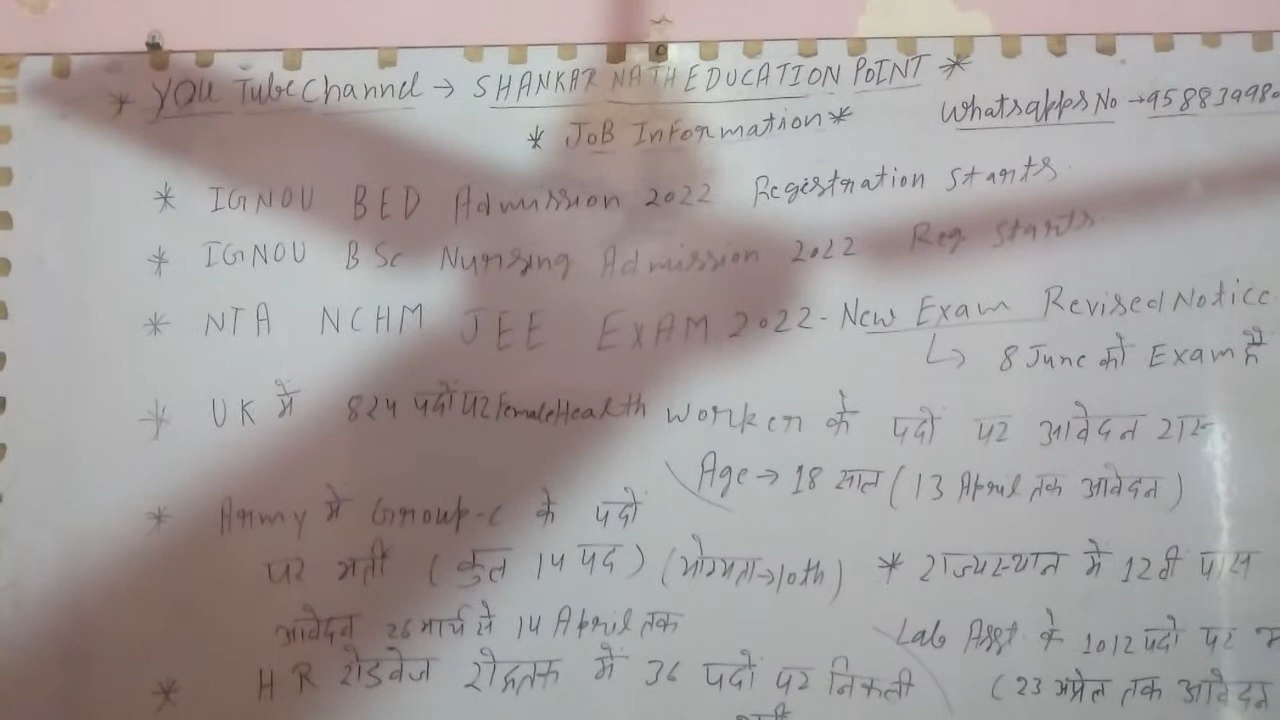 * YOU Tube Channel → SHANKAR NATH EDUCATION POINT *
Whatsapps No → 958839980
* JOB Information *
* IGNOU BED Admission 2022 Registration Starts
* IGNOU BSc Nursing Admission 2022 Reg. Starts
* NTA NCHM JEE EXAM 2022 - New Exam Revised Notice
↳ 8 June को Exam है
* UK में 824 पदों पर Female Health worker के पदों पर आवेदन
Age → 18 साल (13 April तक आवेदन)
* Army में Group-C के पदों
पर भर्ती (कुल 14 पद) (योग्यता → 10th)
आवेदन 26 मार्च से 14 April तक
* राज्यस्थान में 12वी पास
Lab Asst. के 1012 पदों पर
(23 अप्रैल तक आवेदन
* H.R रोडवेज रोहतक में 36 पदों पर निकली